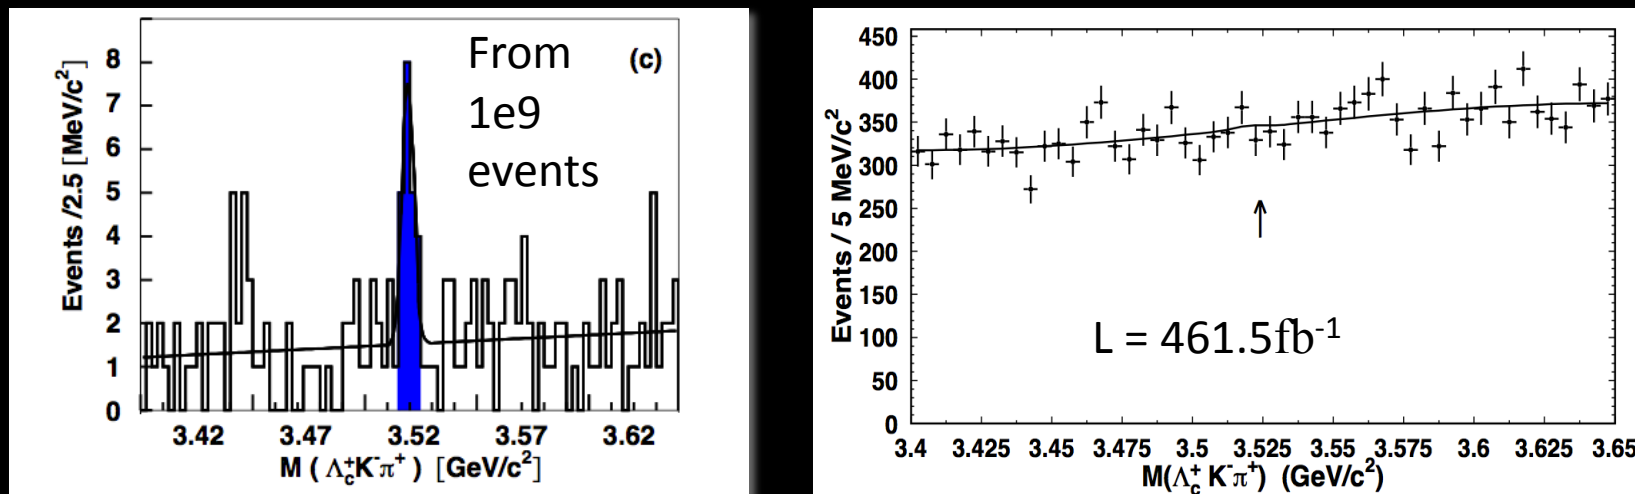 From
1e9
events
(c)
8
7
6
5
4
3
2
1
0
Events /2.5 [MeV/c²]
3.42 3.47 3.52 3.57 3.62
M ( Λc⁺K⁻π⁺ ) [GeV/c²]
450
400
350
300
250
200
150
100
50
0
Events / 5 MeV/c²
L = 461.5fb⁻¹
3.4 3.425 3.45 3.475 3.5 3.525 3.55 3.575 3.6 3.625 3.65
M(Λc⁺ K⁻π⁺) (GeV/c²)